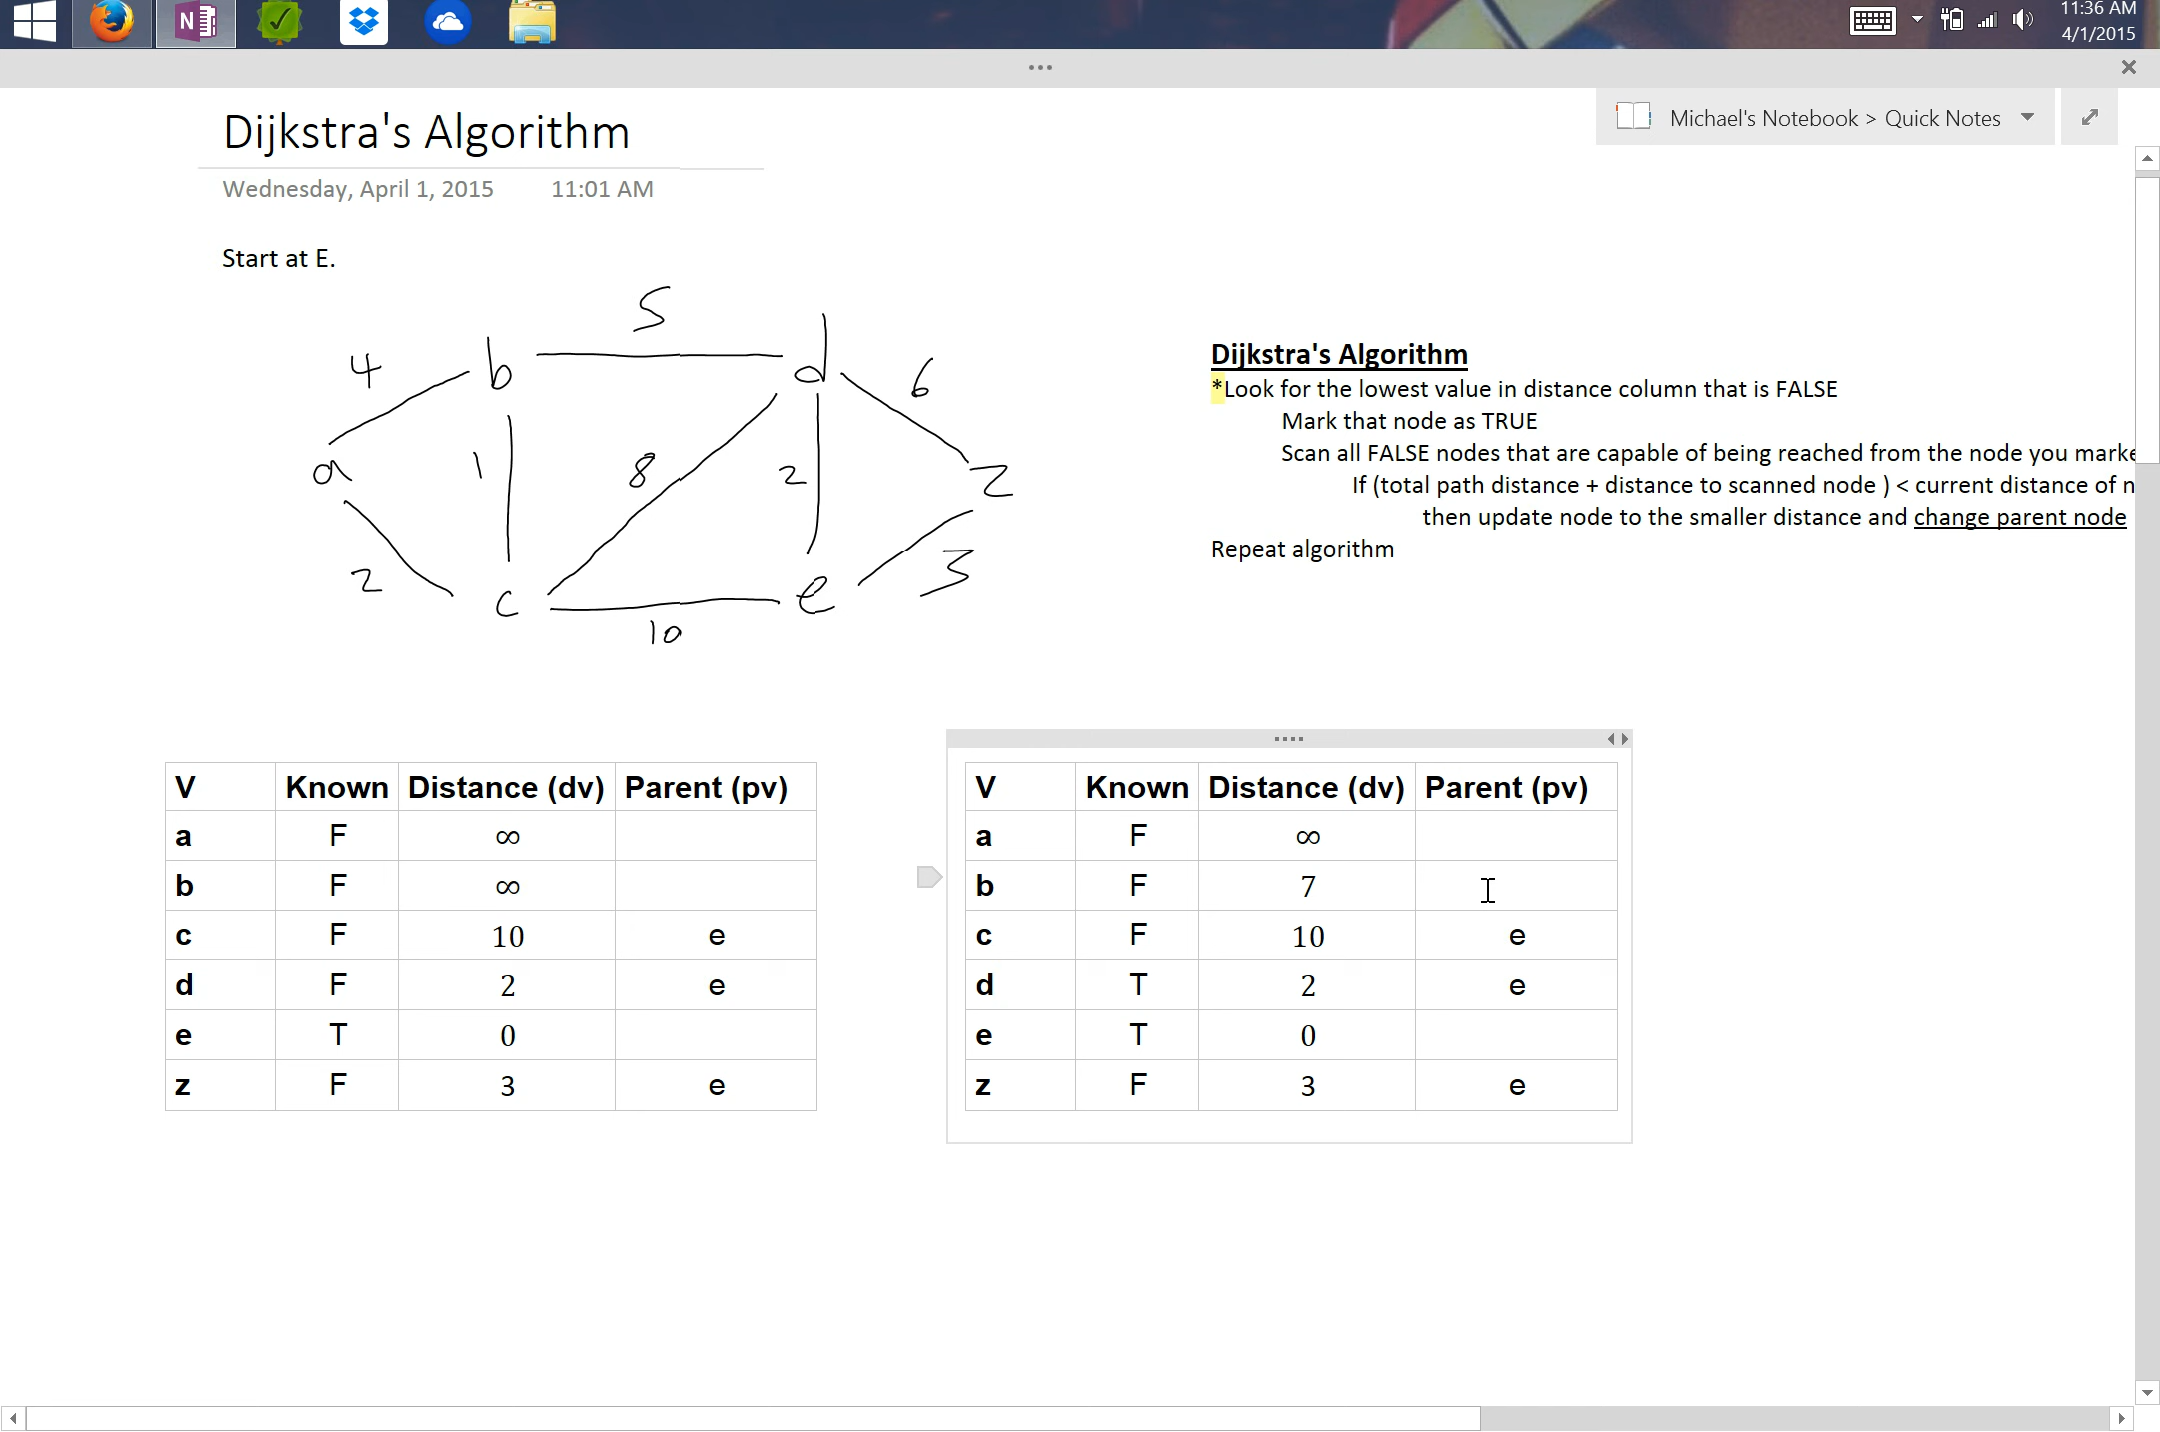 11:36 AM
4/1/2015
Dijkstra's Algorithm
Michael's Notebook > Quick Notes
Wednesday, April 1, 2015 11:01 AM
Start at E.
5
4 b d 6
a 1 8 2 z
2 c e 3
10
Dijkstra's Algorithm
*Look for the lowest value in distance column that is FALSE
Mark that node as TRUE
Scan all FALSE nodes that are capable of being reached from the node you marke
If (total path distance + distance to scanned node ) < current distance of n
then update node to the smaller distance and change parent node
Repeat algorithm
V Known Distance (dv) Parent (pv)
a F ∞
b F ∞
c F 10 e
d F 2 e
e T 0
z F 3 e
V Known Distance (dv) Parent (pv)
a F ∞
b F 7
c F 10 e
d T 2 e
e T 0
z F 3 e